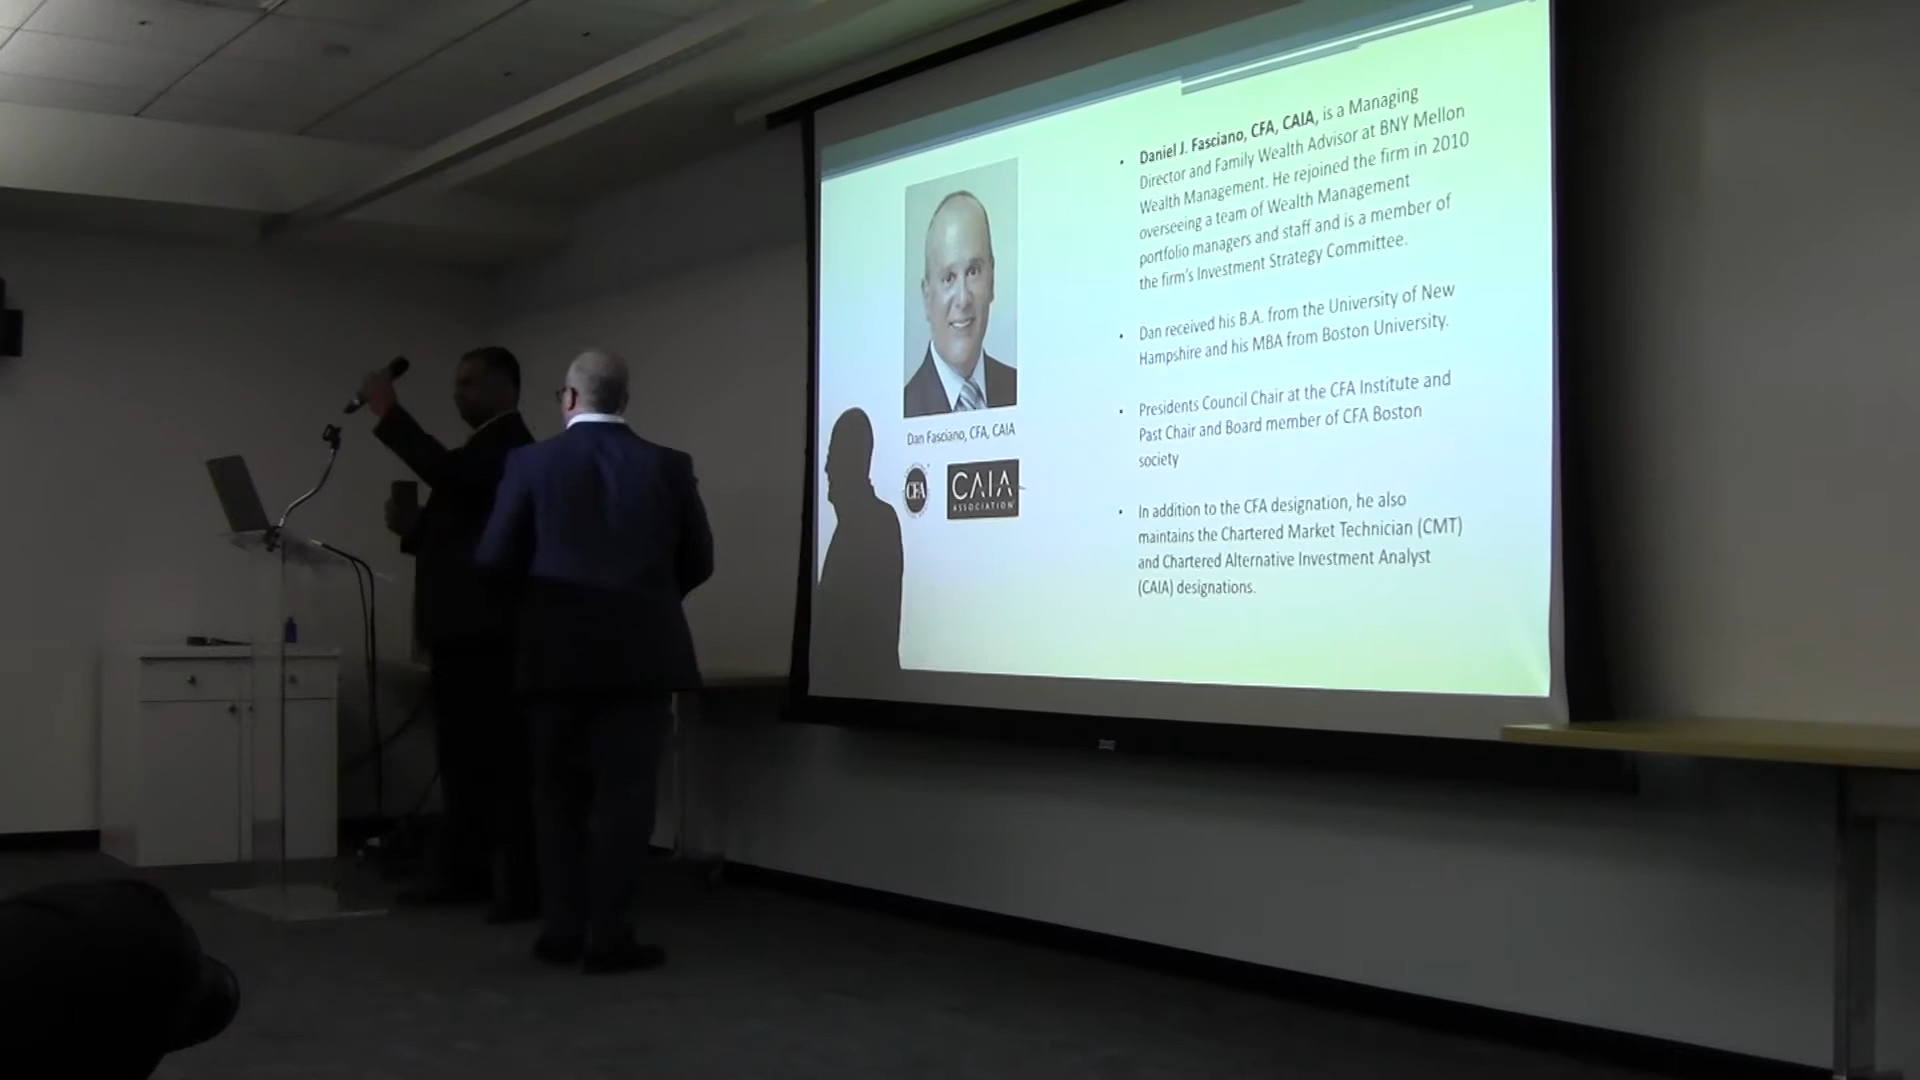 Dan Fasciano, CFA, CAIA
CFA
CAIA
ASSOCIATION
• Daniel J. Fasciano, CFA, CAIA, is a Managing
Director and Family Wealth Advisor at BNY Mellon
Wealth Management. He rejoined the firm in 2010
overseeing a team of Wealth Management
portfolio managers and staff and is a member of
the firm's Investment Strategy Committee.
• Dan received his B.A. from the University of New
Hampshire and his MBA from Boston University.
• Presidents Council Chair at the CFA Institute and
Past Chair and Board member of CFA Boston
society
• In addition to the CFA designation, he also
maintains the Chartered Market Technician (CMT)
and Chartered Alternative Investment Analyst
(CAIA) designations.